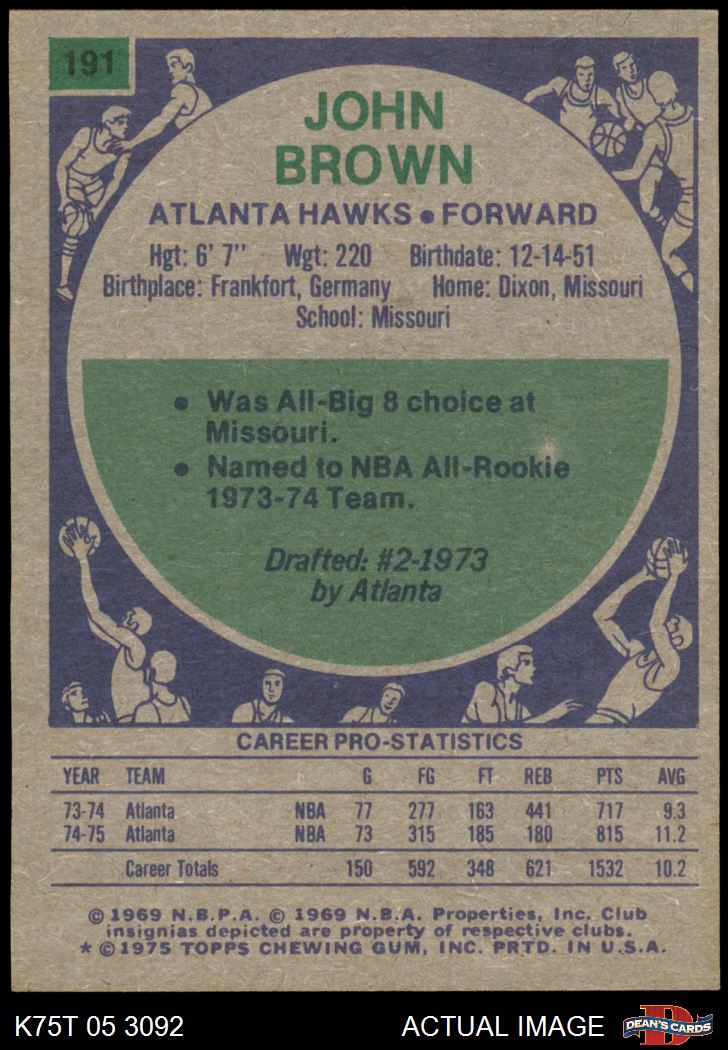 191
JOHN
BROWN
ATLANTA HAWKS • FORWARD
Hgt: 6' 7" Wgt: 220 Birthdate: 12-14-51
Birthplace: Frankfort, Germany Home: Dixon, Missouri
School: Missouri
• Was All-Big 8 choice at
Missouri.
• Named to NBA All-Rookie
1973-74 Team.
Drafted: #2-1973
by Atlanta
CAREER PRO-STATISTICS
YEAR TEAM G FG FT REB PTS AVG
73-74 Atlanta NBA 77 277 163 441 717 9.3
74-75 Atlanta NBA 73 315 185 180 815 11.2
Career Totals 150 592 348 621 1532 10.2
© 1969 N.B.P.A. © 1969 N.B.A. Properties, Inc. Club
insignias depicted are property of respective clubs.
* © 1975 TOPPS CHEWING GUM, INC. PRTD. IN U.S.A.
K75T 05 3092 ACTUAL IMAGE D DEAN'S CARDS